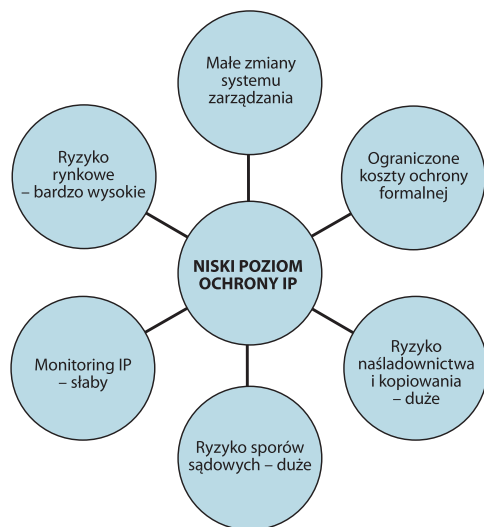 Małe zmiany
systemu
zarządzania
Ograniczone
koszty ochrony
formalnej
Ryzyko
naśladownictwa
i kopiowania
– duże
Ryzyko sporów
sądowych – duże
Monitoring IP
– słaby
Ryzyko
rynkowe
– bardzo wysokie
NISKI POZIOM
OCHRONY IP